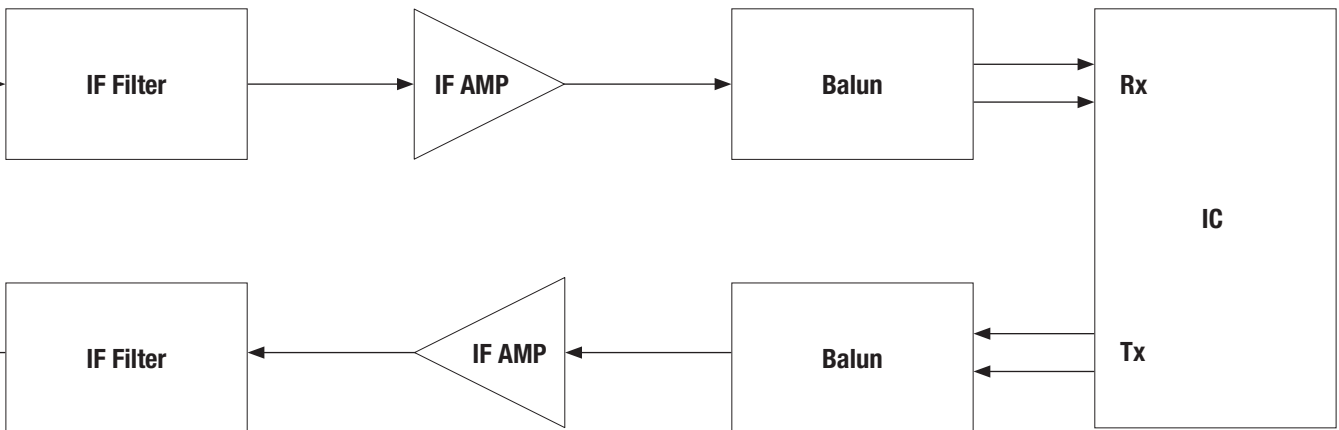 IF Filter
IF AMP
Balun
Rx
IC
IF Filter
IF AMP
Balun
Tx